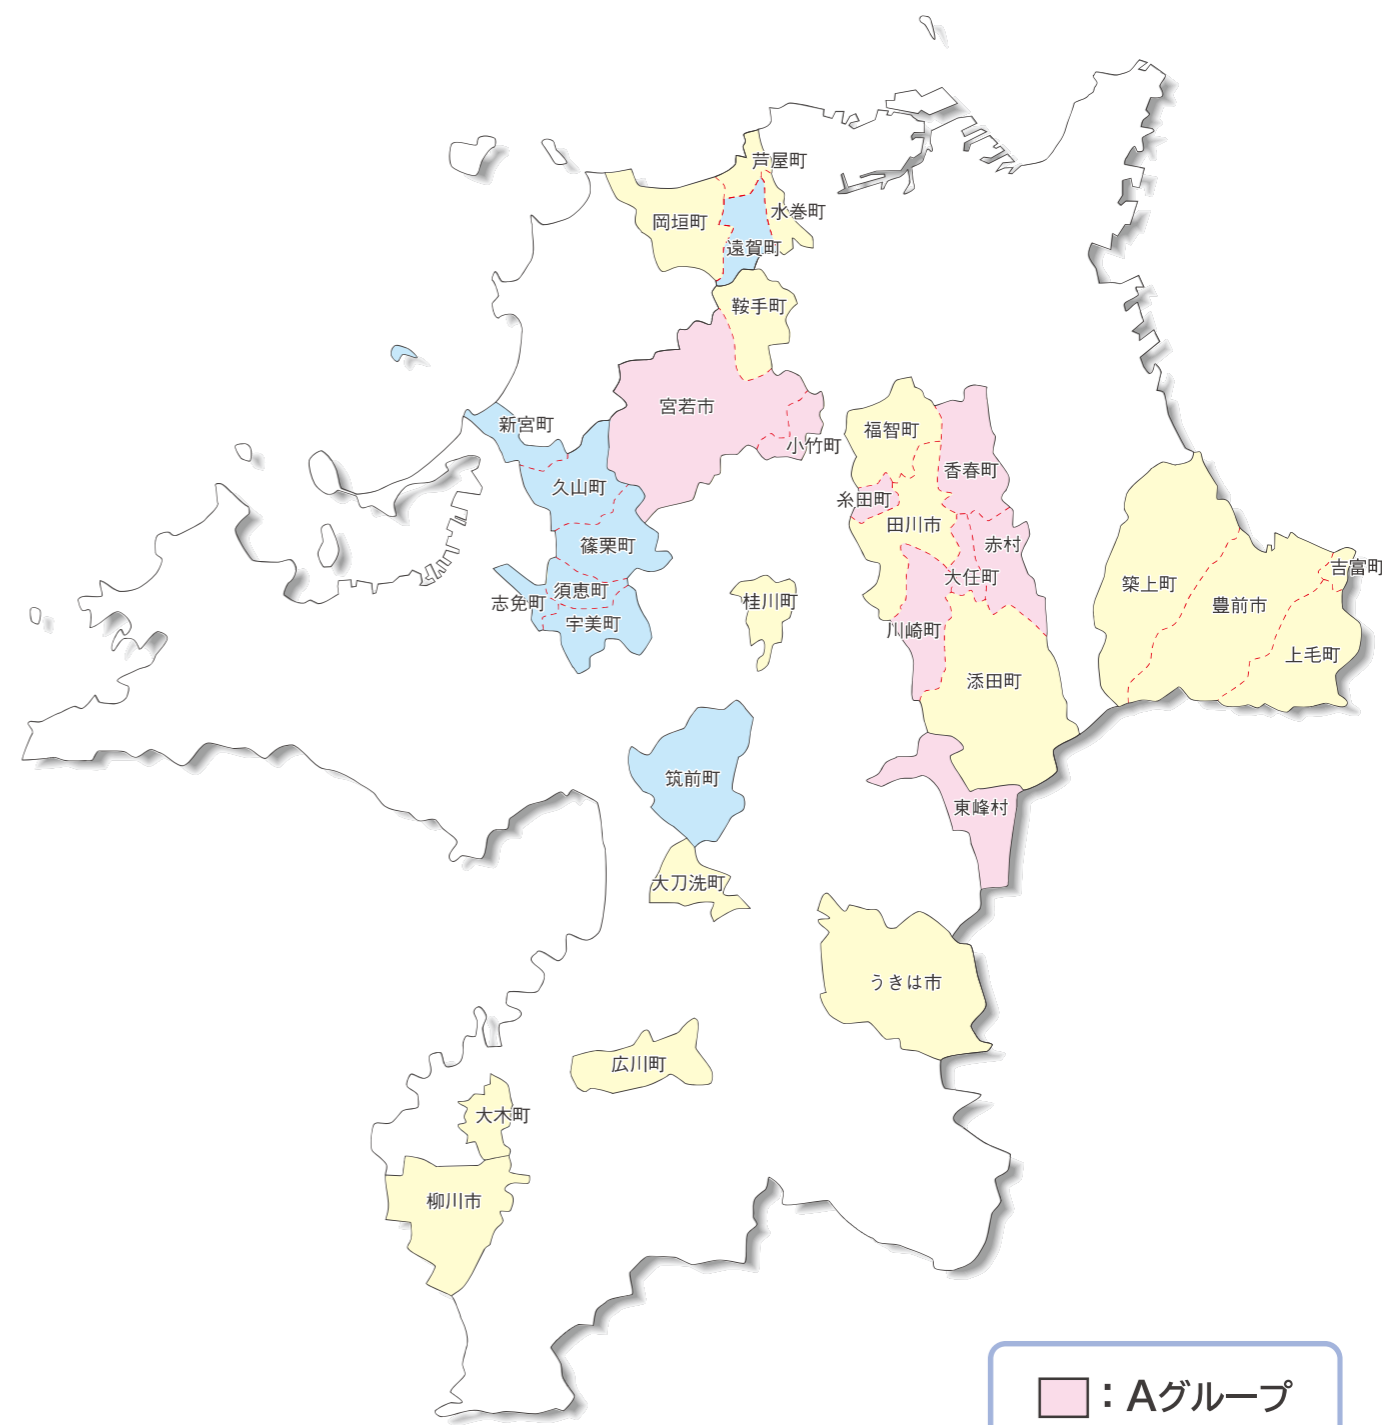 芦屋町
岡垣町
水巻町
遠賀町
鞍手町
宮若市
新宮町
福智町
小竹町
香春町
久山町
糸田町
田川市
篠栗町
赤村
吉富町
大任町
築上町
須恵町
志免町
桂川町
豊前市
宇美町
川崎町
上毛町
添田町
筑前町
東峰村
大刀洗町
うきは市
広川町
大木町
柳川市
：Aグループ